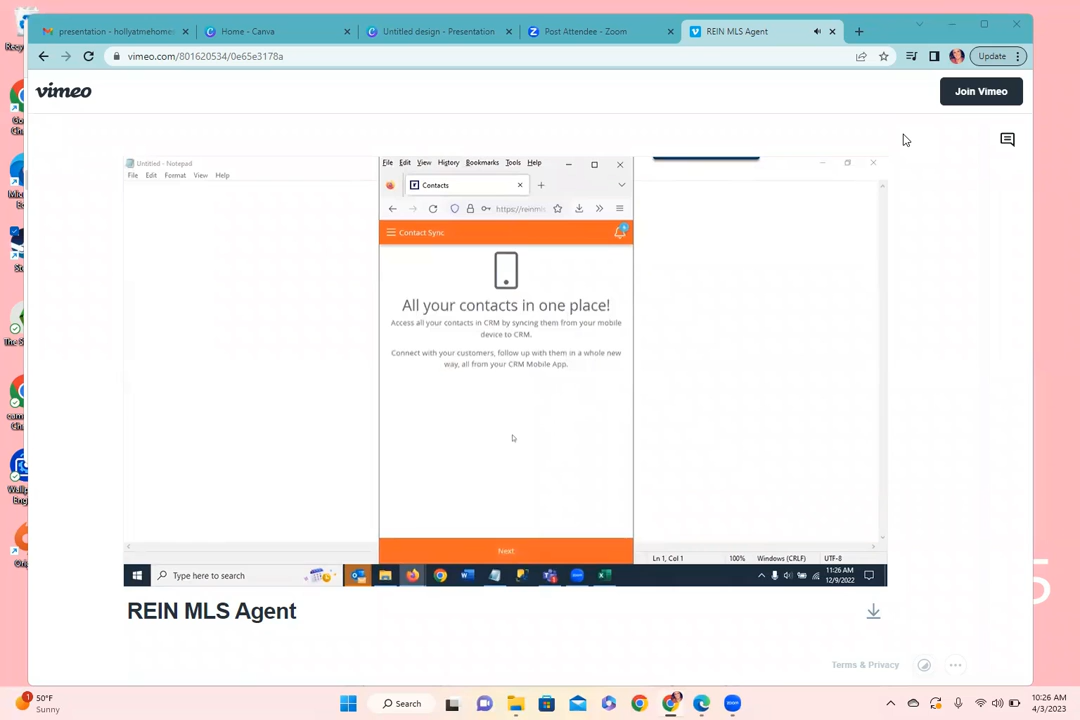 presentation - hollyatmehome
Home - Canva
Untitled design - Presentation
Post Attendee - Zoom
REIN MLS Agent
vimeo.com/801620534/0e65e3178a
Update
vimeo
Join Vimeo
Untitled - Notepad
File Edit Format View Help
File Edit View History Bookmarks Tools Help
Contacts
https://reinmls
Contact Sync
All your contacts in one place!
Access all your contacts in CRM by syncing them from your mobile
device to CRM.
Connect with your customers, follow up with them in a whole new
way, all from your CRM Mobile App.
Next
Ln 1, Col 1 100% Windows (CRLF) UTF-8
Type here to search
11:26 AM
12/9/2022
REIN MLS Agent
Terms & Privacy
50°F
Sunny
Search
10:26 AM
4/3/2023